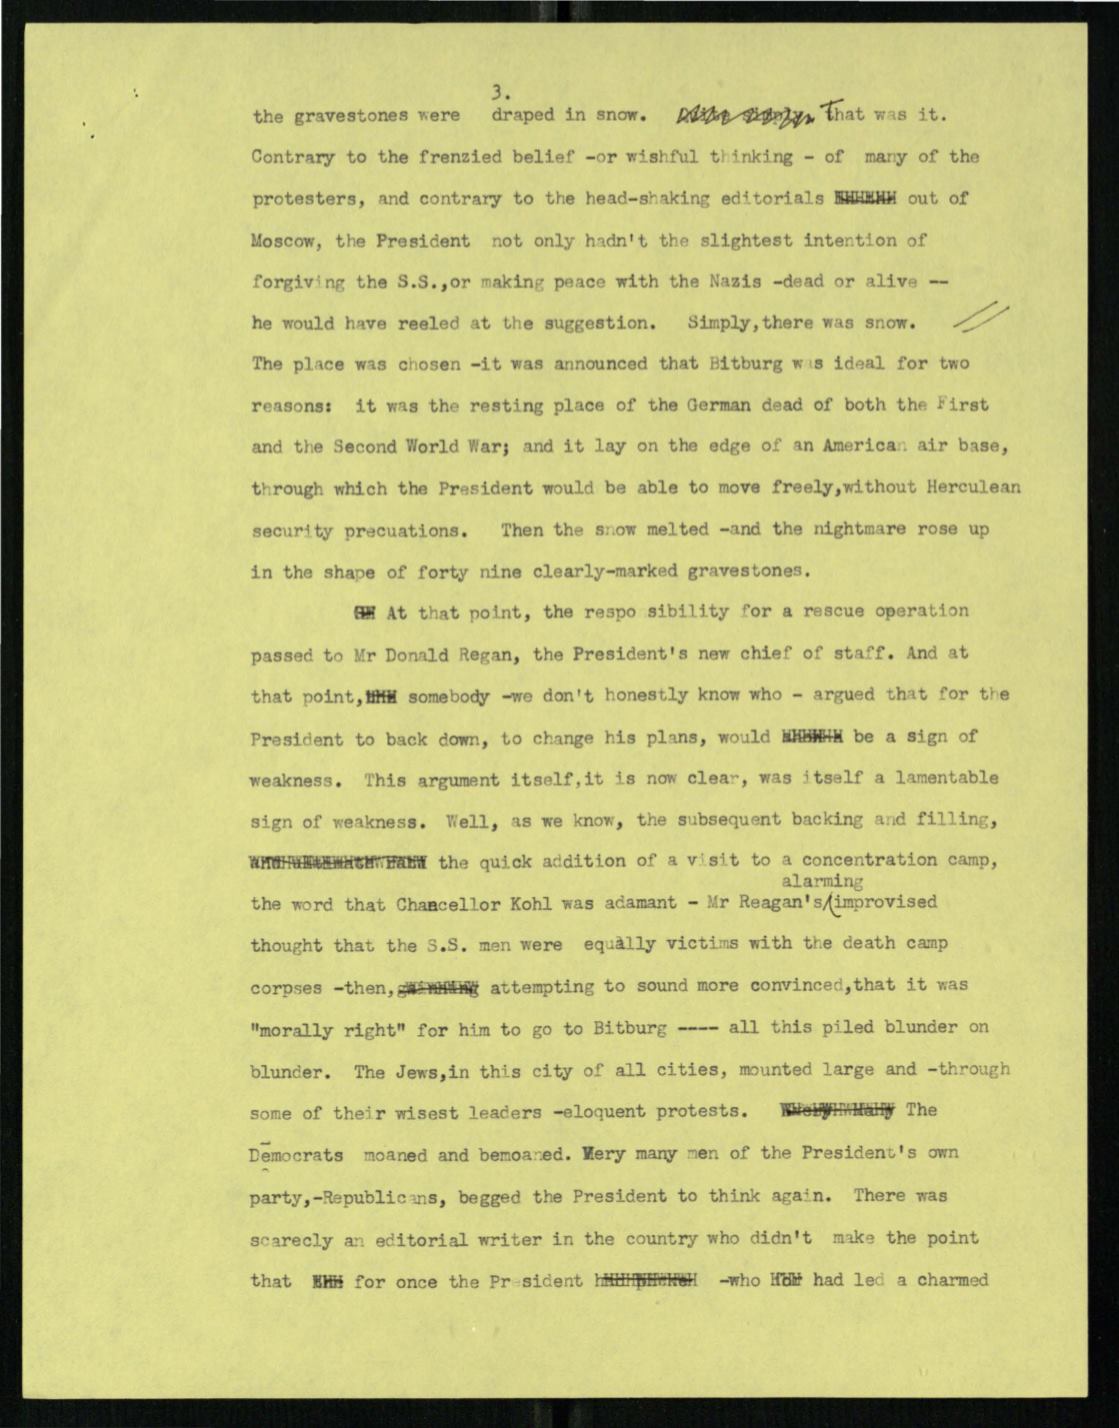 3.
the gravestones were draped in snow. That was it.
Contrary to the frenzied belief -or wishful thinking - of many of the
protesters, and contrary to the head-shaking editorials out of
Moscow, the President not only hadn't the slightest intention of
forgiving the S.S.,or making peace with the Nazis -dead or alive --
he would have reeled at the suggestion. Simply,there was snow. //
The place was chosen -it was announced that Bitburg was ideal for two
reasons: it was the resting place of the German dead of both the First
and the Second World War; and it lay on the edge of an American air base,
through which the President would be able to move freely,without Herculean
security precuations. Then the snow melted -and the nightmare rose up
in the shape of forty nine clearly-marked gravestones.
At that point, the respo sibility for a rescue operation
passed to Mr Donald Regan, the President's new chief of staff. And at
that point, somebody -we don't honestly know who - argued that for the
President to back down, to change his plans, would be a sign of
weakness. This argument itself,it is now clear, was itself a lamentable
sign of weakness. Well, as we know, the subsequent backing and filling,
the quick addition of a visit to a concentration camp,
alarming
the word that Chancellor Kohl was adamant - Mr Reagan's/improvised
thought that the S.S. men were equally victims with the death camp
corpses -then, attempting to sound more convinced,that it was
"morally right" for him to go to Bitburg ---- all this piled blunder on
blunder. The Jews,in this city of all cities, mounted large and -through
some of their wisest leaders -eloquent protests. The
Democrats moaned and bemoaned. Very many men of the President's own
party,-Republicans, begged the President to think again. There was
scarecly an editorial writer in the country who didn't make the point
that for once the President -who had led a charmed